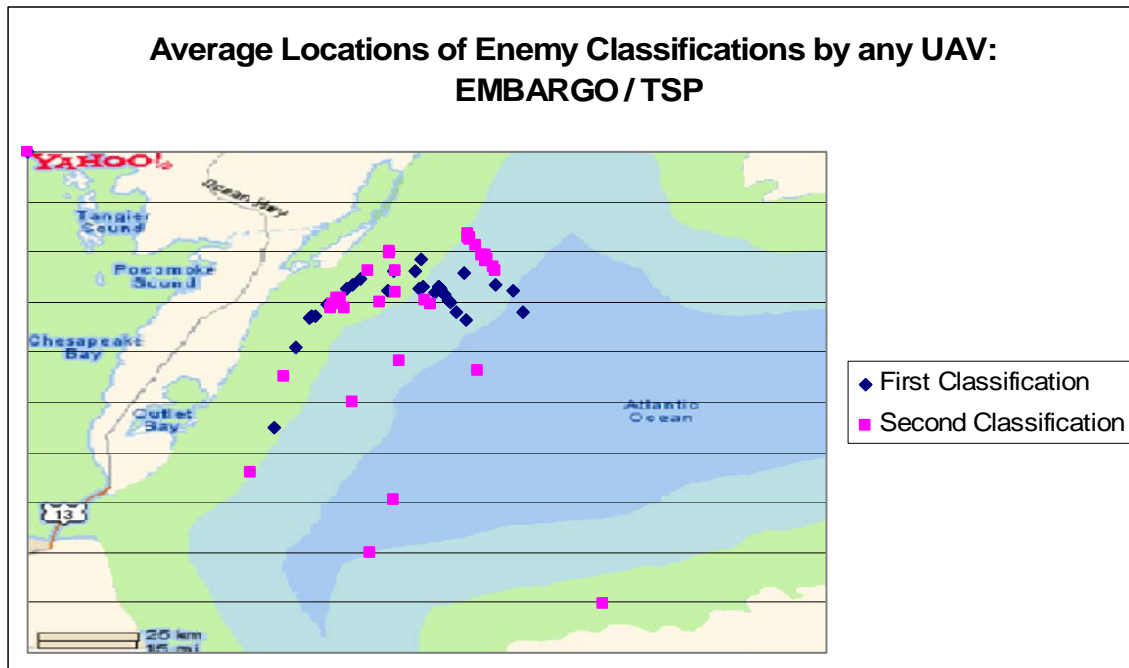 Average Locations of Enemy Classifications by any UAV:
EMBARGO / TSP
YAHOO!
Ocean Hwy
Tangier
Sound
Pocomoke
Sound
Chesapeake
Bay
Outlet
Bay
Atlantic
Ocean
13
25 km
15 mi
First Classification
Second Classification